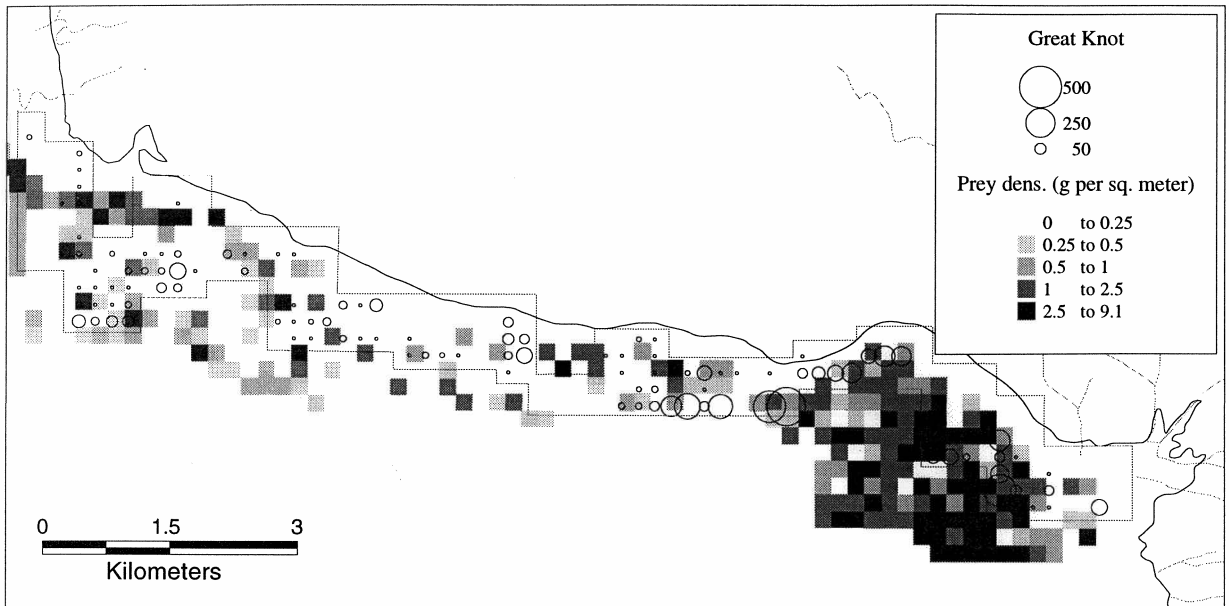 Great Knot
500
250
50
Prey dens. (g per sq. meter)
0 to 0.25
0.25 to 0.5
0.5 to 1
1 to 2.5
2.5 to 9.1
0 1.5 3
Kilometers